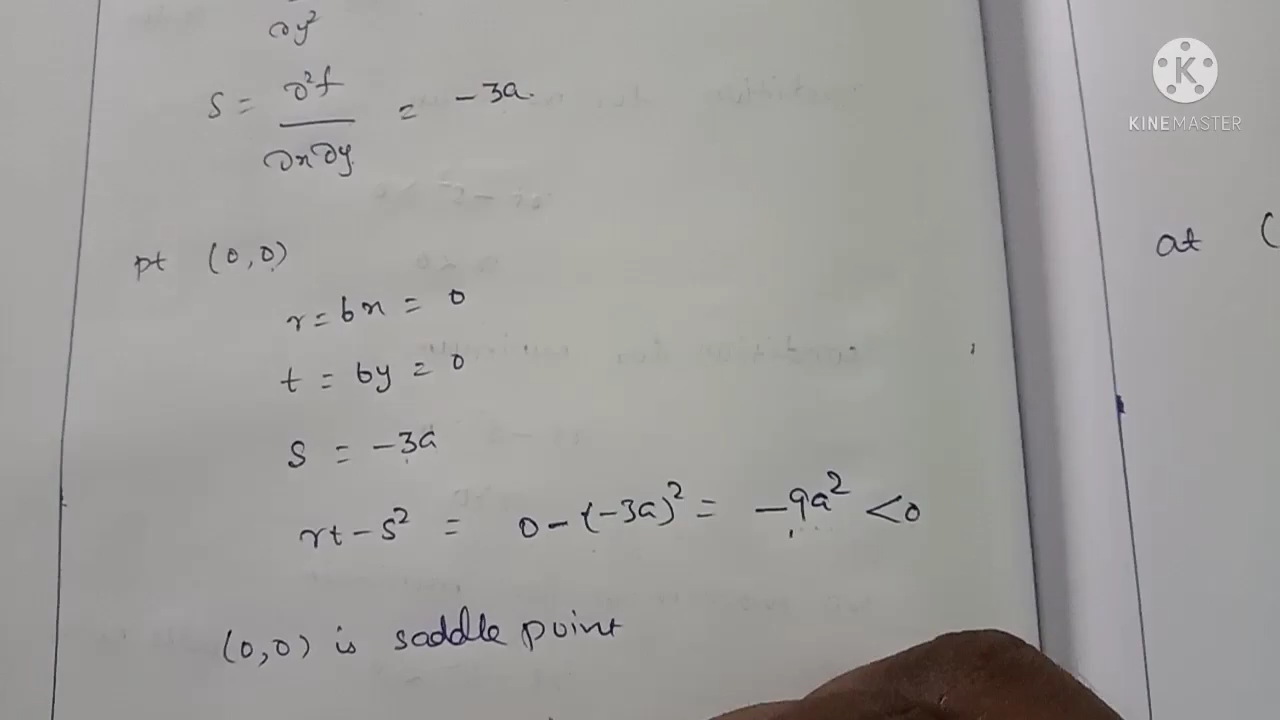 ∂y²
S = ∂²f / ∂x∂y = -3a.
pt (0,0)
r = 6x = 0
t = 6y = 0
S = -3a
rt - S² = 0 - (-3a)² = -9a² < 0
(0,0) is saddle point
at (
K
KINEMASTER